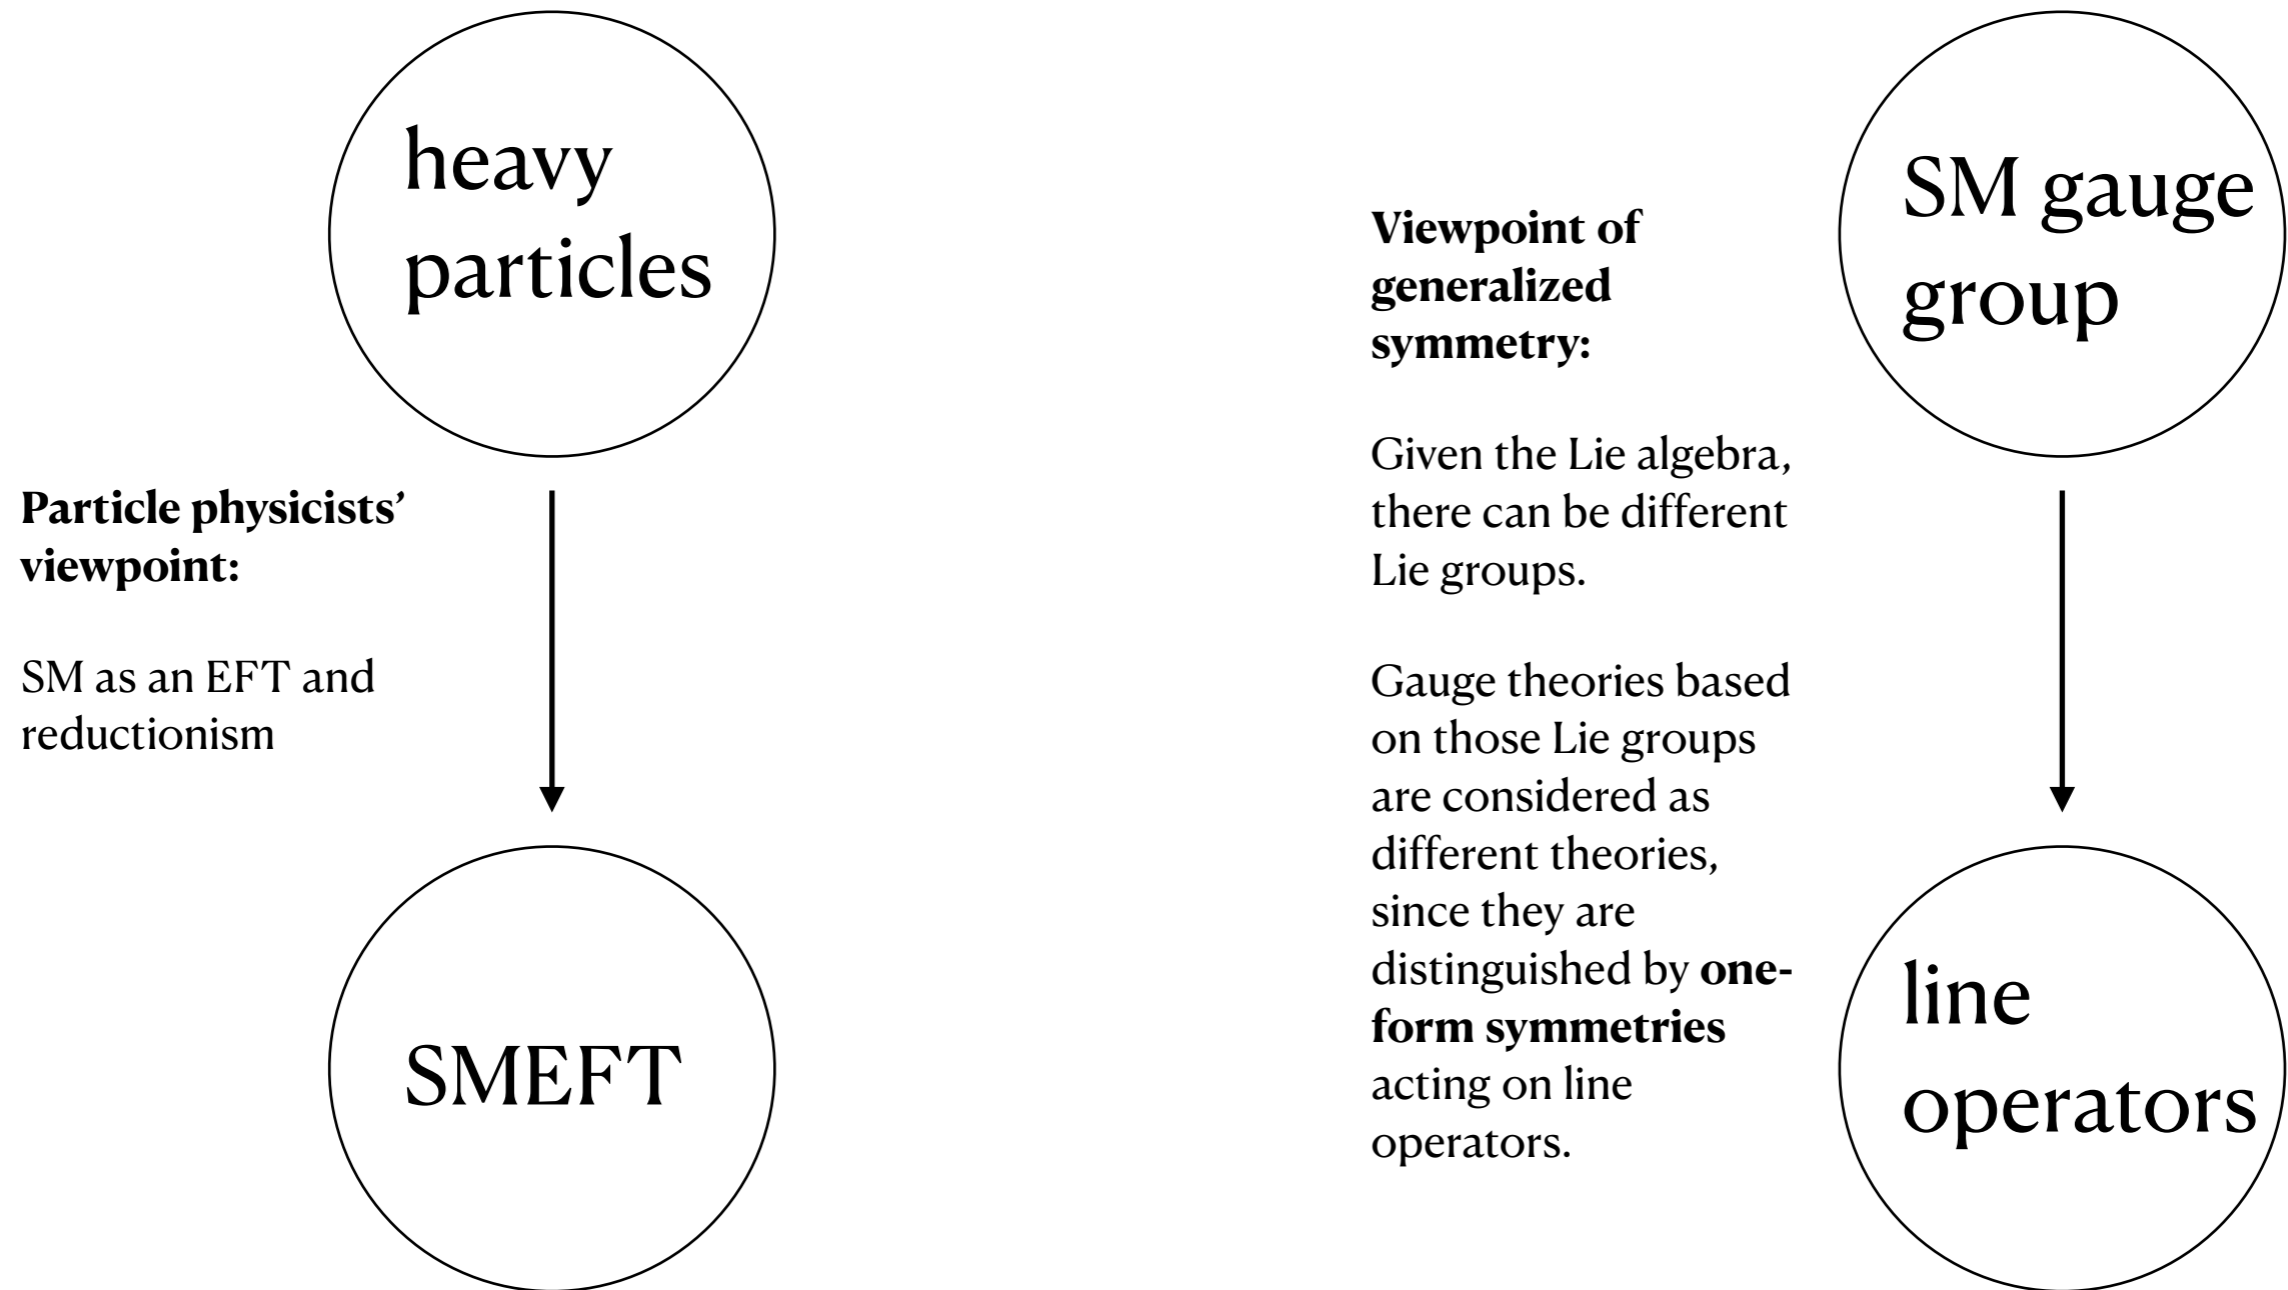 heavy
particles
Particle physicists’
viewpoint:
SM as an EFT and
reductionism
SMEFT
Viewpoint of
generalized
symmetry:
Given the Lie algebra,
there can be different
Lie groups.
Gauge theories based
on those Lie groups
are considered as
different theories,
since they are
distinguished by one-
form symmetries
acting on line
operators.
SM gauge
group
line
operators